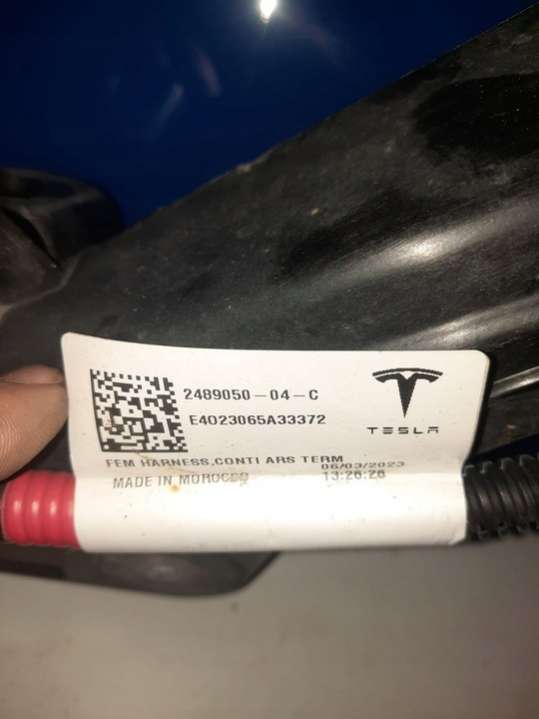 2489050-04-C
E4023065A33372
TESLA
FEM HARNESS,CONTI ARS TERM
06/03/2023
MADE IN MOROCCO
13:26:26